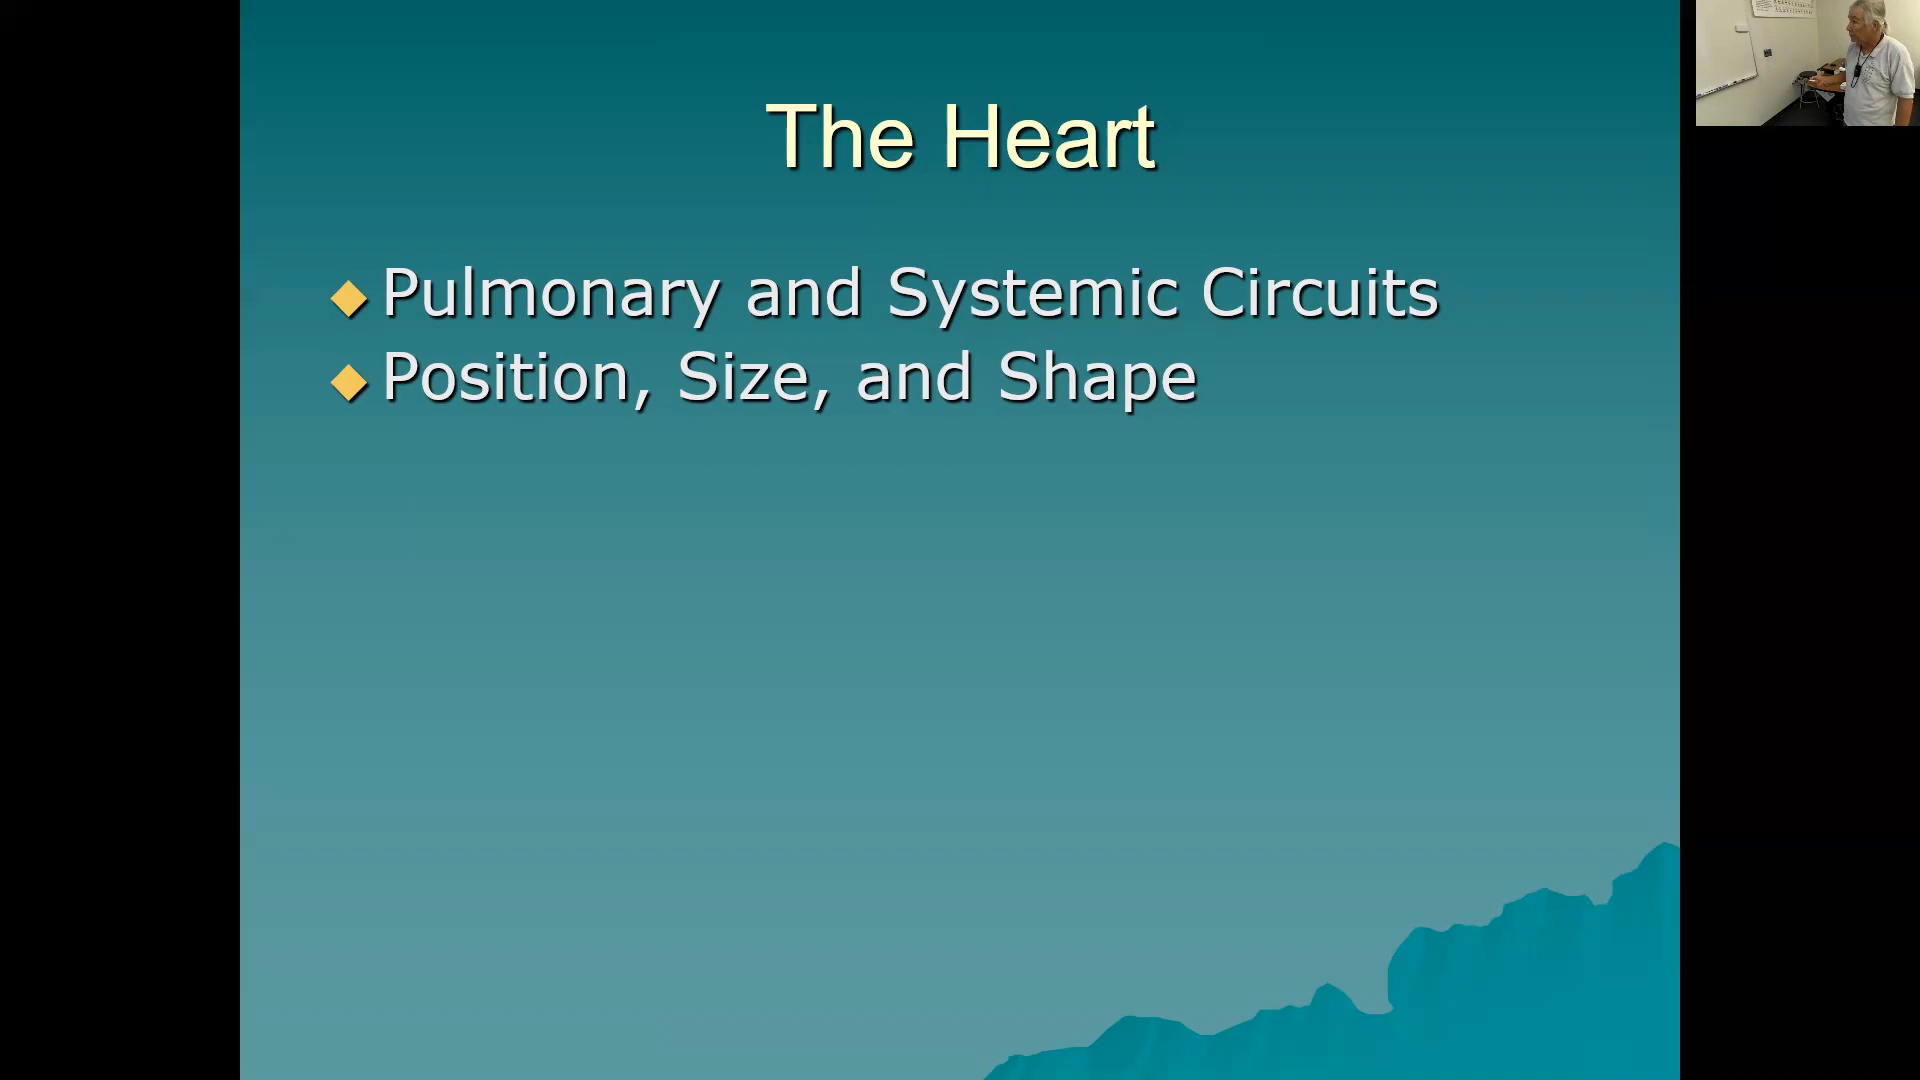 The Heart
Pulmonary and Systemic Circuits
Position, Size, and Shape